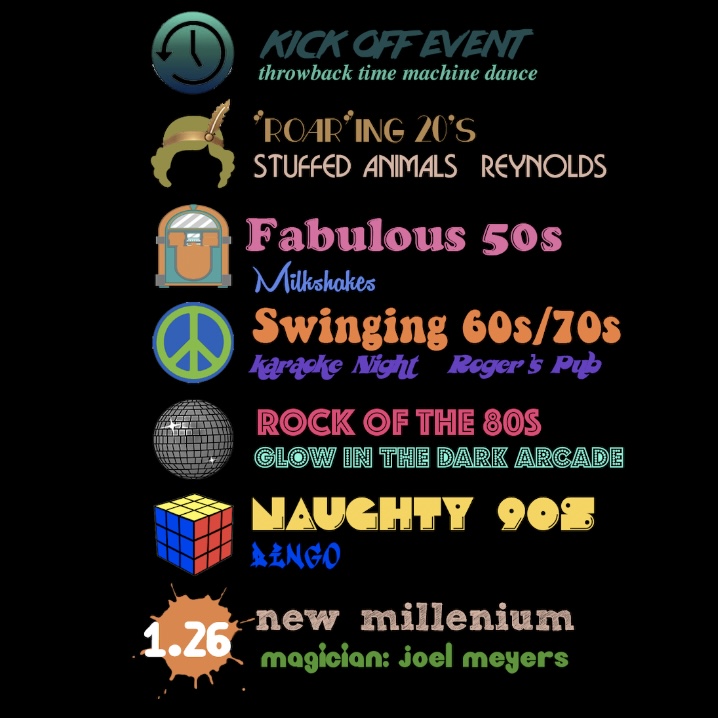 KICK OFF EVENT
throwback time machine dance
"ROAR"ING 20'S
STUFFED ANIMALS REYNOLDS
Fabulous 50s
Milkshakes
Swinging 60s/70s
karaoke Night Roger's Pub
ROCK OF THE 80S
GLOW IN THE DARK ARCADE
NAUGHTY 90S
BINGO
1.26
new millenium
magician: joel meyers